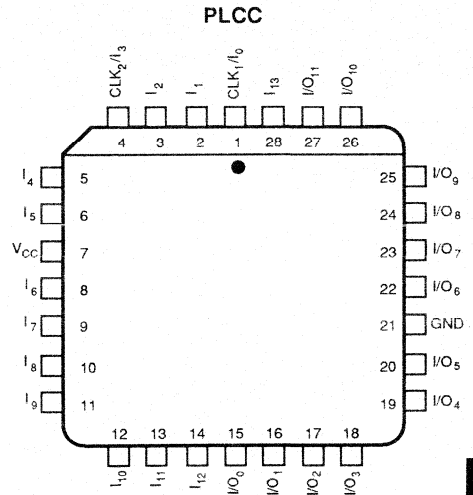 PLCC
CLK₂/I₃ I₂ I₁ CLK₁/I₀ I₁₃ I/O₁₁ I/O₁₀
4 3 2 1 28 27 26
I₄ 5 25 I/O₉
I₅ 6 24 I/O₈
V_CC 7 23 I/O₇
I₆ 8 22 I/O₆
I₇ 9 21 GND
I₈ 10 20 I/O₅
I₉ 11 19 I/O₄
12 13 14 15 16 17 18
I₁₀ I₁₁ I₁₂ I/O₀ I/O₁ I/O₂ I/O₃